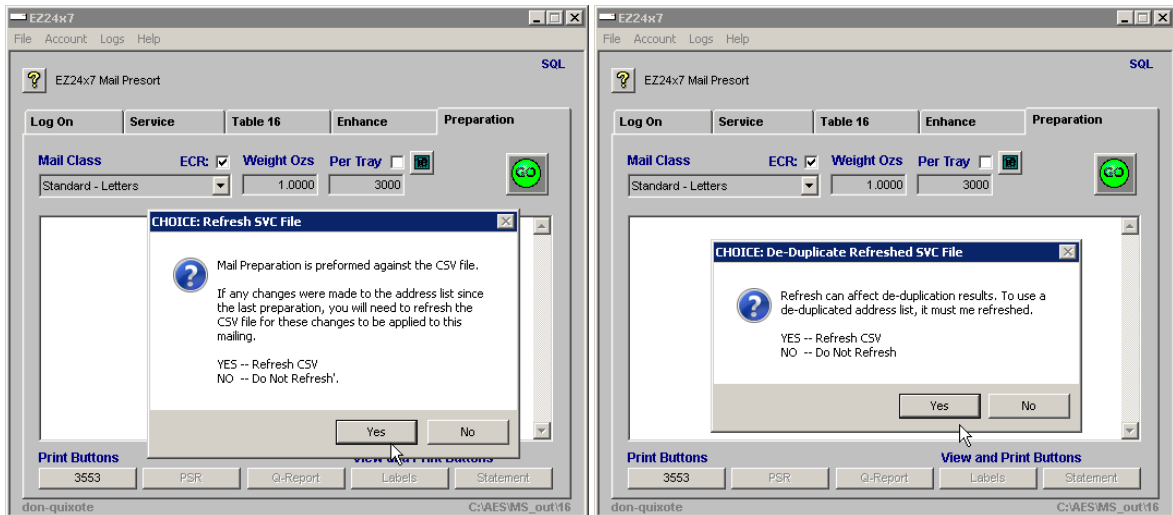 EZ24x7
File Account Logs Help
SQL
EZ24x7 Mail Presort
Log On Service Table 16 Enhance Preparation
Mail Class ECR: Weight Ozs Per Tray
GO
Standard - Letters 1.0000 3000
CHOICE: Refresh SVC File
Mail Preparation is preformed against the CSV file.
If any changes were made to the address list since
the last preparation, you will need to refresh the
CSV file for these changes to be applied to this
mailing.
YES -- Refresh CSV
NO -- Do Not Refresh'.
Yes No
Print Buttons View and Print Buttons
3553 PSR Q-Report Labels Statement
don-quixote C:\AES\MS_out\16
EZ24x7
File Account Logs Help
SQL
EZ24x7 Mail Presort
Log On Service Table 16 Enhance Preparation
Mail Class ECR: Weight Ozs Per Tray
GO
Standard - Letters 1.0000 3000
CHOICE: De-Duplicate Refreshed SVC File
Refresh can affect de-duplication results. To use a
de-duplicated address list, it must me refreshed.
YES -- Refresh CSV
NO -- Do Not Refresh
Yes No
Print Buttons View and Print Buttons
3553 PSR Q-Report Labels Statement
don-quixote C:\AES\MS_out\16